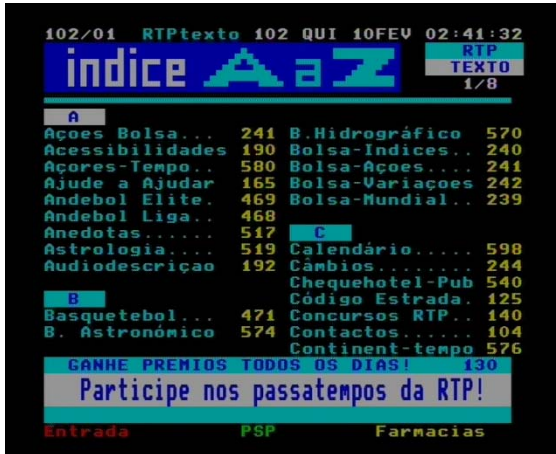 102/01 RTPtexto 102 QUI 10FEV 02:41:32
indice A a Z
RTP
TEXTO
1/8
A
Açoes Bolsa... 241
Acessibilidades 190
Açores-Tempo.. 580
Ajude a Ajudar 165
Andebol Elite. 469
Andebol Liga.. 468
Anedotas...... 517
Astrologia.... 519
Audiodescriçao 192
B
Basquetebol... 471
B. Astronómico 574
B.Hidrográfico 570
Bolsa-Indices.. 240
Bolsa-Açoes.... 241
Bolsa-Variaçoes 242
Bolsa-Mundial.. 239
C
Calendário..... 598
Câmbios........ 244
Chequehotel-Pub 540
Código Estrada. 125
Concursos RTP.. 140
Contactos...... 104
Continent-tempo 576
GANHE PREMIOS TODOS OS DIAS! 130
Participe nos passatempos da RTP!
Entrada PSP Farmacias